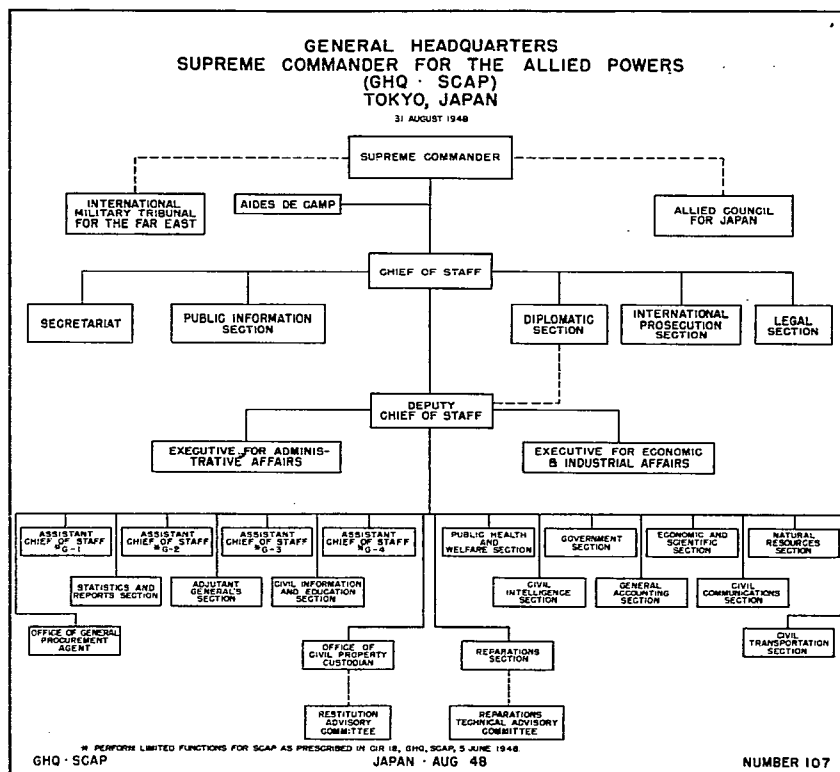 GENERAL HEADQUARTERS
SUPREME COMMANDER FOR THE ALLIED POWERS
(GHQ · SCAP)
TOKYO, JAPAN
31 AUGUST 1948
SUPREME COMMANDER
INTERNATIONAL
MILITARY TRIBUNAL
FOR THE FAR EAST
AIDES DE CAMP
ALLIED COUNCIL
FOR JAPAN
CHIEF OF STAFF
SECRETARIAT
PUBLIC INFORMATION
SECTION
DIPLOMATIC
SECTION
INTERNATIONAL
PROSECUTION
SECTION
LEGAL
SECTION
DEPUTY
CHIEF OF STAFF
EXECUTIVE FOR ADMINIS-
TRATIVE AFFAIRS
EXECUTIVE FOR ECONOMIC
& INDUSTRIAL AFFAIRS
ASSISTANT
CHIEF OF STAFF
*G-1
ASSISTANT
CHIEF OF STAFF
*G-2
ASSISTANT
CHIEF OF STAFF
*G-3
ASSISTANT
CHIEF OF STAFF
*G-4
PUBLIC HEALTH
AND
WELFARE SECTION
GOVERNMENT
SECTION
ECONOMIC AND
SCIENTIFIC
SECTION
NATURAL
RESOURCES
SECTION
STATISTICS AND
REPORTS SECTION
ADJUTANT
GENERAL'S
SECTION
CIVIL INFORMATION
AND EDUCATION
SECTION
CIVIL
INTELLIGENCE
SECTION
GENERAL
ACCOUNTING
SECTION
CIVIL
COMMUNICATIONS
SECTION
OFFICE OF GENERAL
PROCUREMENT
AGENT
OFFICE OF
CIVIL PROPERTY
CUSTODIAN
REPARATIONS
SECTION
CIVIL
TRANSPORTATION
SECTION
RESTITUTION
ADVISORY
COMMITTEE
REPARATIONS
TECHNICAL ADVISORY
COMMITTEE
* PERFORM LIMITED FUNCTIONS FOR SCAP AS PRESCRIBED IN CIR 18, GHQ, SCAP, 5 JUNE 1948.
GHQ · SCAP
JAPAN · AUG 48
NUMBER 107